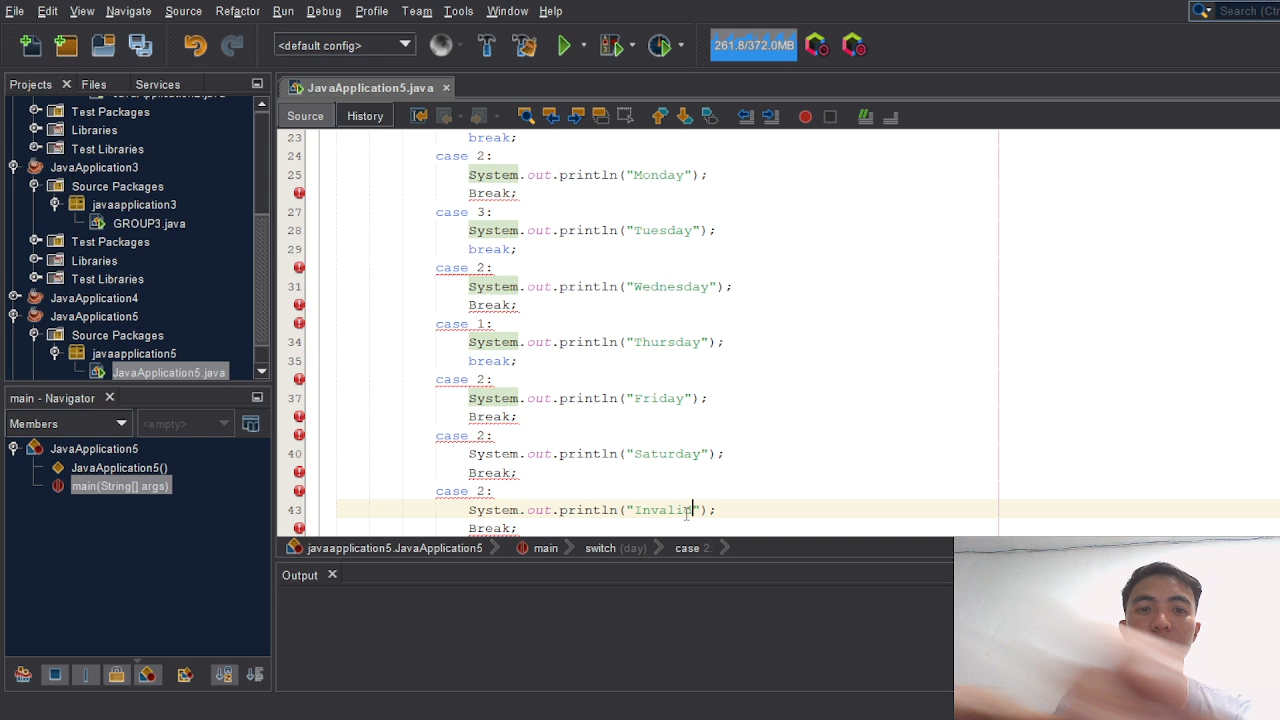 File Edit View Navigate Source Refactor Run Debug Profile Team Tools Window Help
Search (Ctr
<default config>
261.8/372.0MB
Projects Files Services
Test Packages
Libraries
Test Libraries
JavaApplication3
Source Packages
javaapplication3
GROUP3.java
Test Packages
Libraries
Test Libraries
JavaApplication4
JavaApplication5
Source Packages
javaapplication5
JavaApplication5.java
main - Navigator
Members <empty>
JavaApplication5
JavaApplication5()
main(String[] args)
JavaApplication5.java
Source History
23 break;
24 case 2:
25 System.out.println("Monday");
Break;
27 case 3:
28 System.out.println("Tuesday");
29 break;
case 2:
31 System.out.println("Wednesday");
Break;
case 1:
34 System.out.println("Thursday");
35 break;
case 2:
37 System.out.println("Friday");
Break;
case 2:
40 System.out.println("Saturday");
Break;
case 2:
43 System.out.println("Invalid");
Break;
javaapplication5.JavaApplication5 main switch (day) case 2:
Output